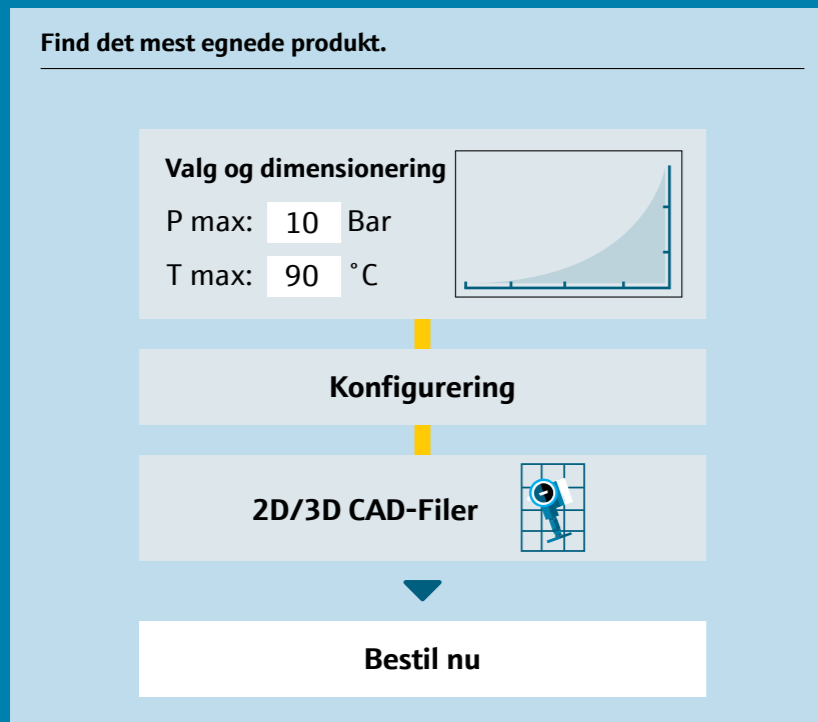 Find det mest egnede produkt.
Valg og dimensionering
P max: 10 Bar
T max: 90 °C
Konfigurering
2D/3D CAD-Filer
Bestil nu